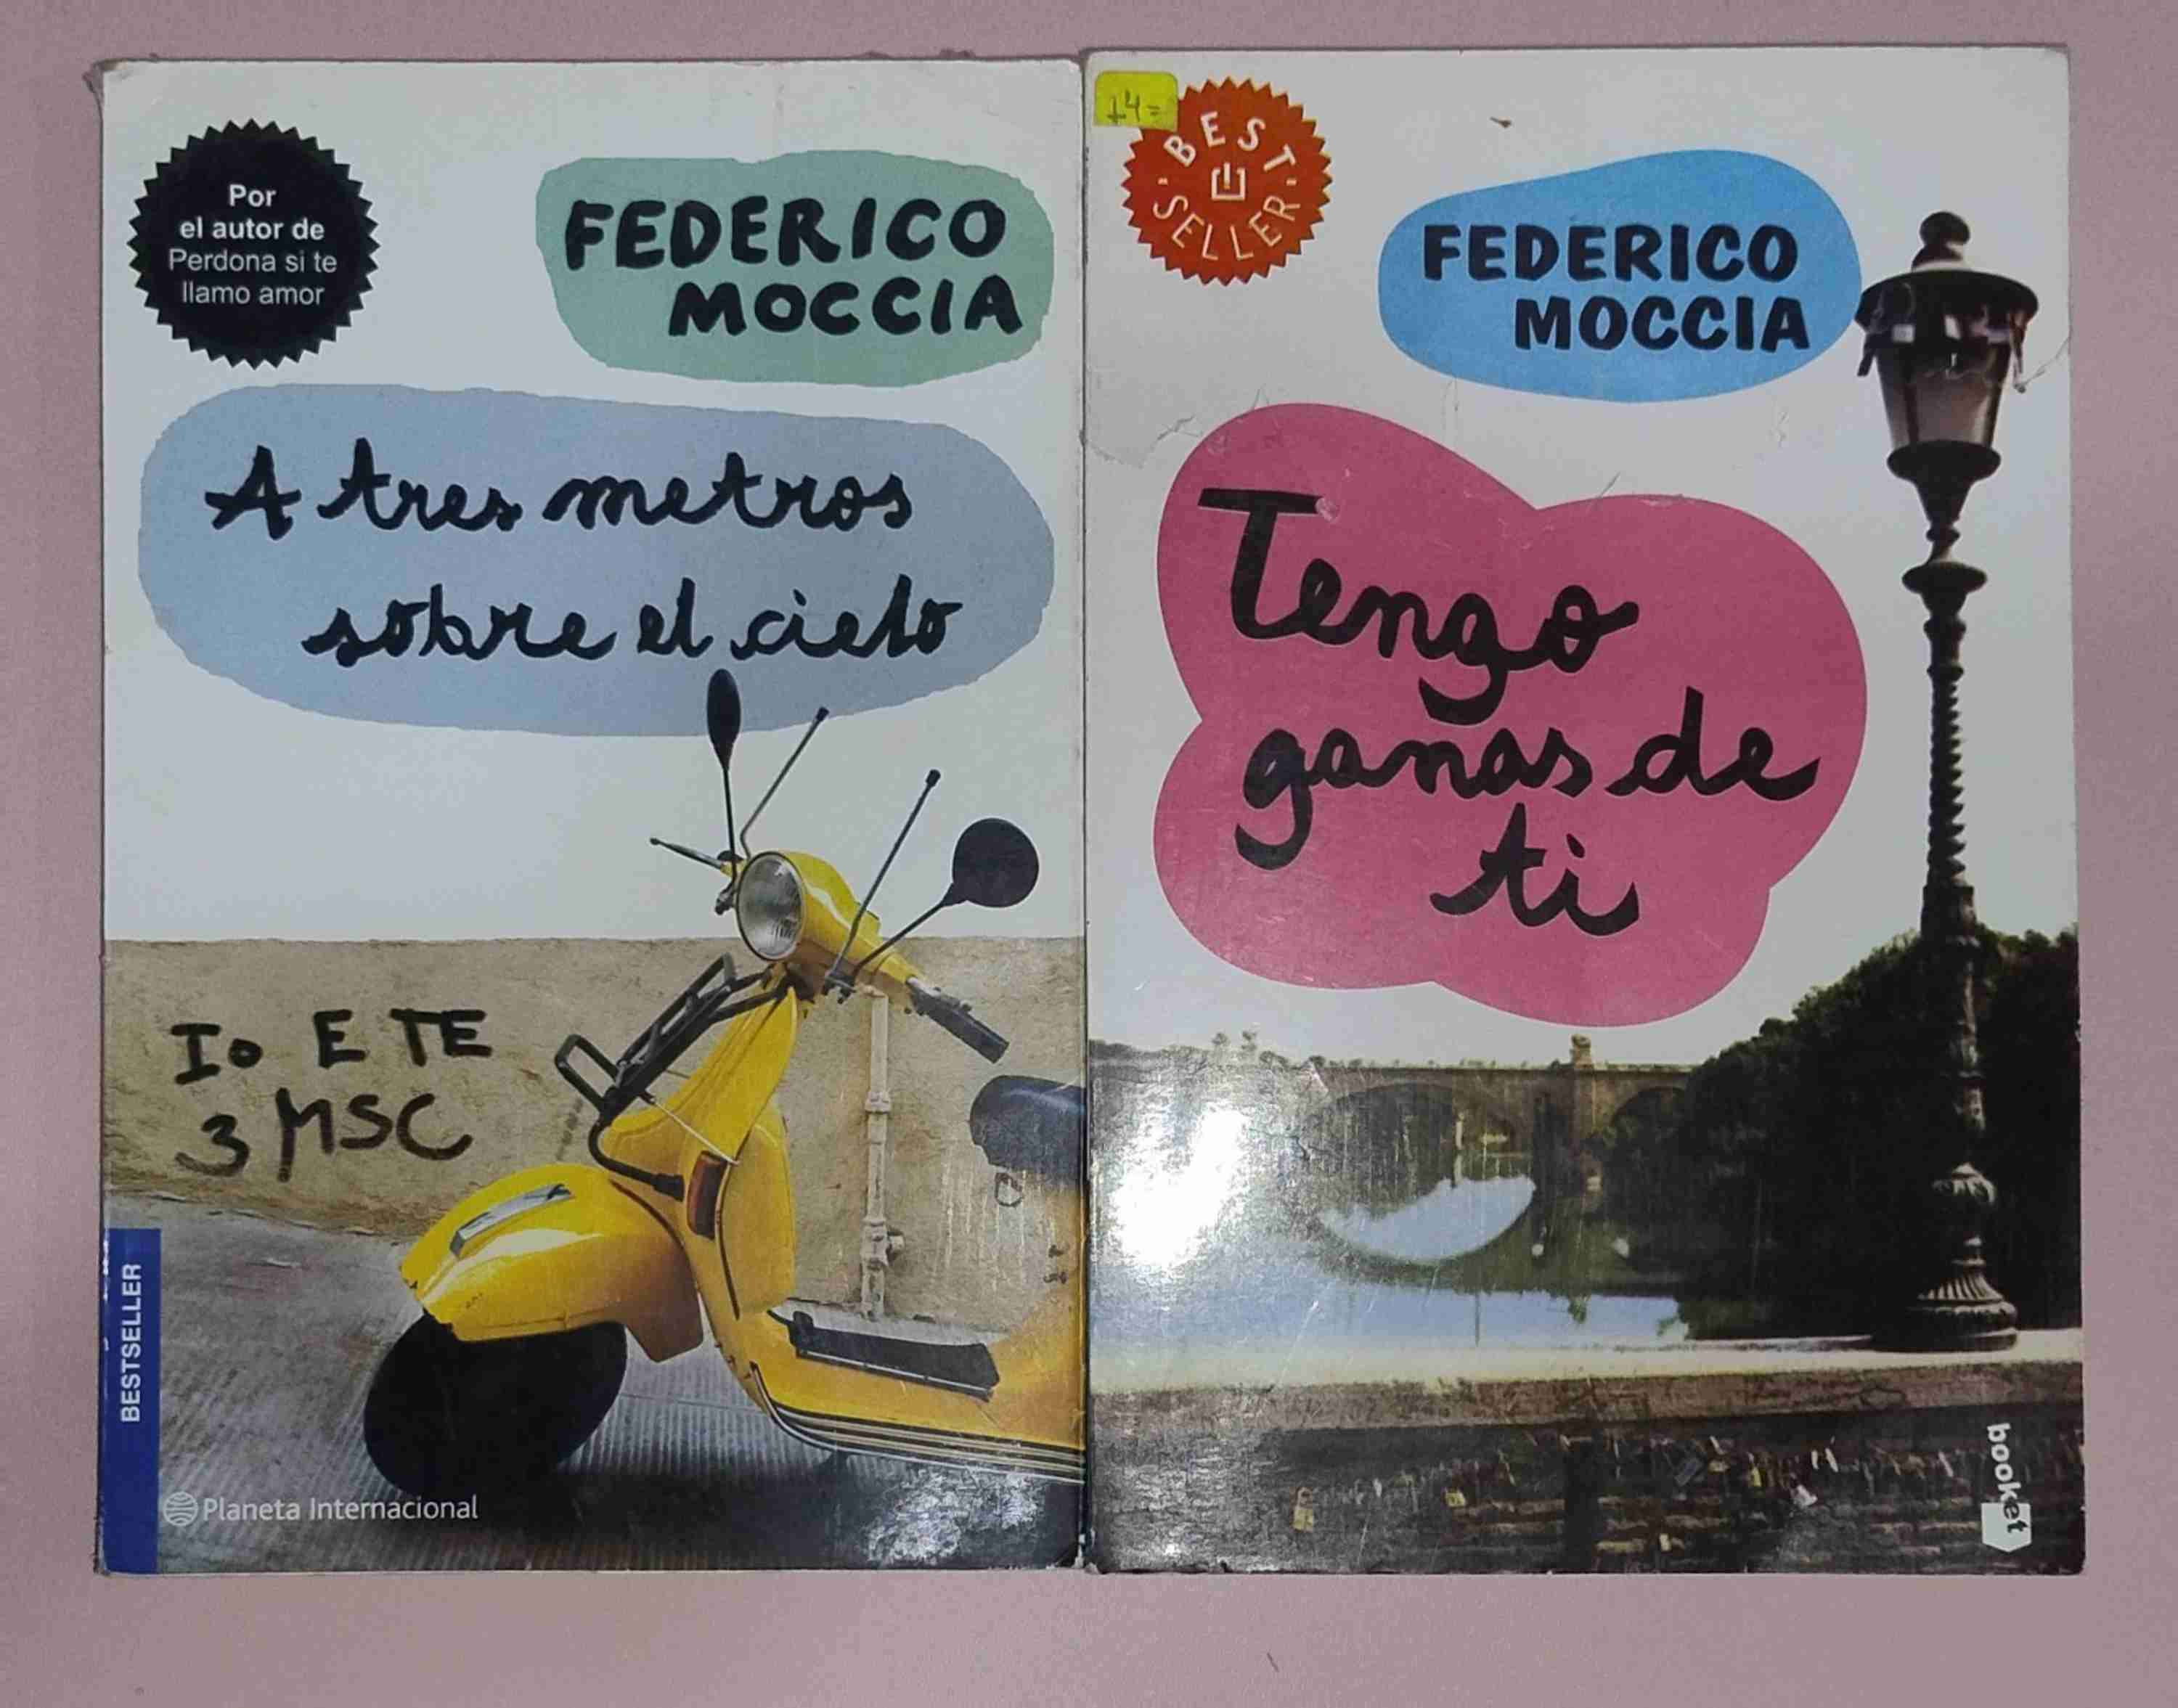 Por
el autor de
Perdona si te
llamo amor
FEDERICO
MOCCIA
A tres metros
sobre el cielo
IO E TE
3 MSC
BESTSELLER
Planeta Internacional
BEST
SELLER
FEDERICO
MOCCIA
Tengo
ganas de
ti
booket